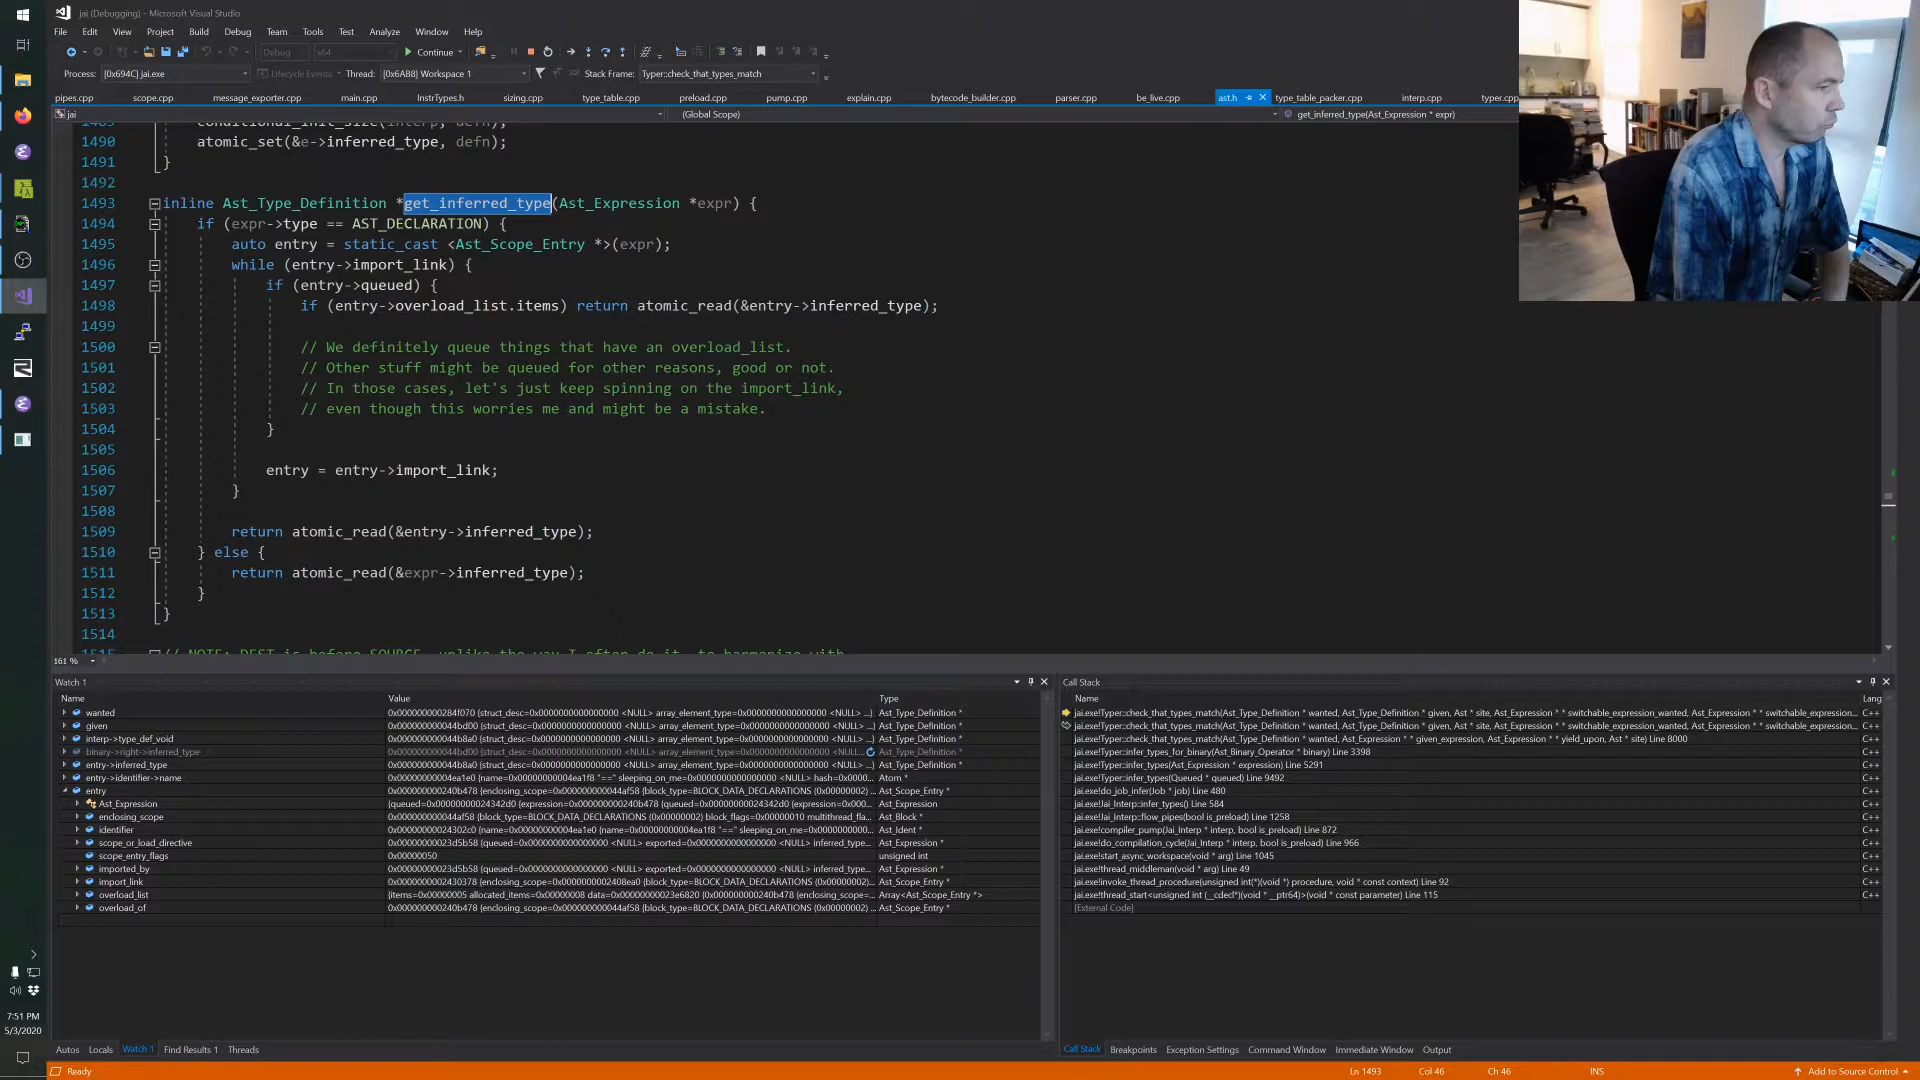 jai (Debugging) - Microsoft Visual Studio
File Edit View Project Build Debug Team Tools Test Analyze Window Help
Debug x64 Continue
Process: [0x694C] jai.exe Lifecycle Events Thread: [0x6AB8] Workspace 1 Stack Frame: Typer::check_that_types_match
pipes.cpp scope.cpp message_exporter.cpp main.cpp InstrTypes.h sizing.cpp type_table.cpp preload.cpp pump.cpp explain.cpp bytecode_builder.cpp parser.cpp be_live.cpp ast.h type_table_packer.cpp interp.cpp typer.cpp
jai (Global Scope) get_inferred_type(Ast_Expression * expr)
1489 conditional_init_size(interp, defn);
1490 atomic_set(&e->inferred_type, defn);
1491 }
1492
1493 inline Ast_Type_Definition *get_inferred_type(Ast_Expression *expr) {
1494 if (expr->type == AST_DECLARATION) {
1495 auto entry = static_cast <Ast_Scope_Entry *>(expr);
1496 while (entry->import_link) {
1497 if (entry->queued) {
1498 if (entry->overload_list.items) return atomic_read(&entry->inferred_type);
1499
1500 // We definitely queue things that have an overload_list.
1501 // Other stuff might be queued for other reasons, good or not.
1502 // In those cases, let's just keep spinning on the import_link,
1503 // even though this worries me and might be a mistake.
1504 }
1505
1506 entry = entry->import_link;
1507 }
1508
1509 return atomic_read(&entry->inferred_type);
1510 } else {
1511 return atomic_read(&expr->inferred_type);
1512 }
1513 }
1514
1515 // NOTE: DEST is before SOURCE, unlike the way I often do it, to harmonize with
161 %
Watch 1
Name Value Type
wanted 0x000000000284f070 {struct_desc=0x0000000000000000 <NULL> array_element_type=0x0000000000000000 <NULL> ...} Ast_Type_Definition *
given 0x000000000044bd00 {struct_desc=0x0000000000000000 <NULL> array_element_type=0x0000000000000000 <NULL> ...} Ast_Type_Definition *
interp->type_def_void 0x000000000044b8a0 {struct_desc=0x0000000000000000 <NULL> array_element_type=0x0000000000000000 <NULL> ...} Ast_Type_Definition *
binary->right->inferred_type 0x000000000044bd00 {struct_desc=0x0000000000000000 <NULL> array_element_type=0x0000000000000000 <NULL... Ast_Type_Definition *
entry->inferred_type 0x000000000044b8a0 {struct_desc=0x0000000000000000 <NULL> array_element_type=0x0000000000000000 <NULL> ...} Ast_Type_Definition *
entry->identifier->name 0x00000000004ea1e0 {name=0x00000000004ea1f8 "==" sleeping_on_me=0x0000000000000000 <NULL> hash=0x0000... Atom *
entry 0x000000000240b478 {enclosing_scope=0x000000000044af58 {block_type=BLOCK_DATA_DECLARATIONS (0x00000002) ... Ast_Scope_Entry *
Ast_Expression {queued=0x00000000024342d0 {expression=0x000000000240b478 {queued=0x00000000024342d0 {expression=0x000... Ast_Expression
enclosing_scope 0x000000000044af58 {block_type=BLOCK_DATA_DECLARATIONS (0x00000002) block_flags=0x00000010 multithread_fla... Ast_Block *
identifier 0x00000000024302c0 {name=0x00000000004ea1e0 {name=0x00000000004ea1f8 "==" sleeping_on_me=0x0000000000... Ast_Ident *
scope_or_load_directive 0x00000000023d5b58 {queued=0x0000000000000000 <NULL> exported=0x0000000000000000 <NULL> inferred_type... Ast_Expression *
scope_entry_flags 0x00000050 unsigned int
imported_by 0x00000000023d5b58 {queued=0x0000000000000000 <NULL> exported=0x0000000000000000 <NULL> inferred_type... Ast_Expression *
import_link 0x0000000002430378 {enclosing_scope=0x0000000002408ea0 {block_type=BLOCK_DATA_DECLARATIONS (0x00000002)... Ast_Scope_Entry *
overload_list {items=0x00000005 allocated_items=0x00000008 data=0x00000000023e6820 {0x000000000240b478 {enclosing_scope=... Array<Ast_Scope_Entry *>
overload_of 0x000000000240b478 {enclosing_scope=0x000000000044af58 {block_type=BLOCK_DATA_DECLARATIONS (0x00000002) ... Ast_Scope_Entry *
Autos Locals Watch 1 Find Results 1 Threads
Call Stack
Name Lang
jai.exe!Typer::check_that_types_match(Ast_Type_Definition * wanted, Ast_Type_Definition * given, Ast * site, Ast_Expression * * switchable_expression_wanted, Ast_Expression * * switchable_expression... C++
jai.exe!Typer::check_that_types_match(Ast_Type_Definition * wanted, Ast_Type_Definition * given, Ast * site, Ast_Expression * * switchable_expression_wanted, Ast_Expression * * switchable_expression... C++
jai.exe!Typer::check_that_types_match(Ast_Type_Definition * wanted, Ast_Expression * * given_expression, Ast_Expression * * yield_upon, Ast * site) Line 8000 C++
jai.exe!Typer::infer_types_for_binary(Ast_Binary_Operator * binary) Line 3398 C++
jai.exe!Typer::infer_types(Ast_Expression * expression) Line 5291 C++
jai.exe!Typer::infer_types(Queued * queued) Line 9492 C++
jai.exe!do_job_infer(Job * job) Line 480 C++
jai.exe!Jai_Interp::infer_types() Line 584 C++
jai.exe!Jai_Interp::flow_pipes(bool is_preload) Line 1258 C++
jai.exe!compiler_pump(Jai_Interp * interp, bool is_preload) Line 872 C++
jai.exe!do_compilation_cycle(Jai_Interp * interp, bool is_preload) Line 966 C++
jai.exe!start_async_workspace(void * arg) Line 1045 C++
jai.exe!thread_middleman(void * arg) Line 49 C++
jai.exe!invoke_thread_procedure(unsigned int(*)(void *) procedure, void * const context) Line 92 C++
jai.exe!thread_start<unsigned int (__cdecl*)(void * __ptr64)>(void * const parameter) Line 115 C++
[External Code]
Call Stack Breakpoints Exception Settings Command Window Immediate Window Output
7:51 PM
5/3/2020
Ready Ln 1493 Col 46 Ch 46 INS Add to Source Control